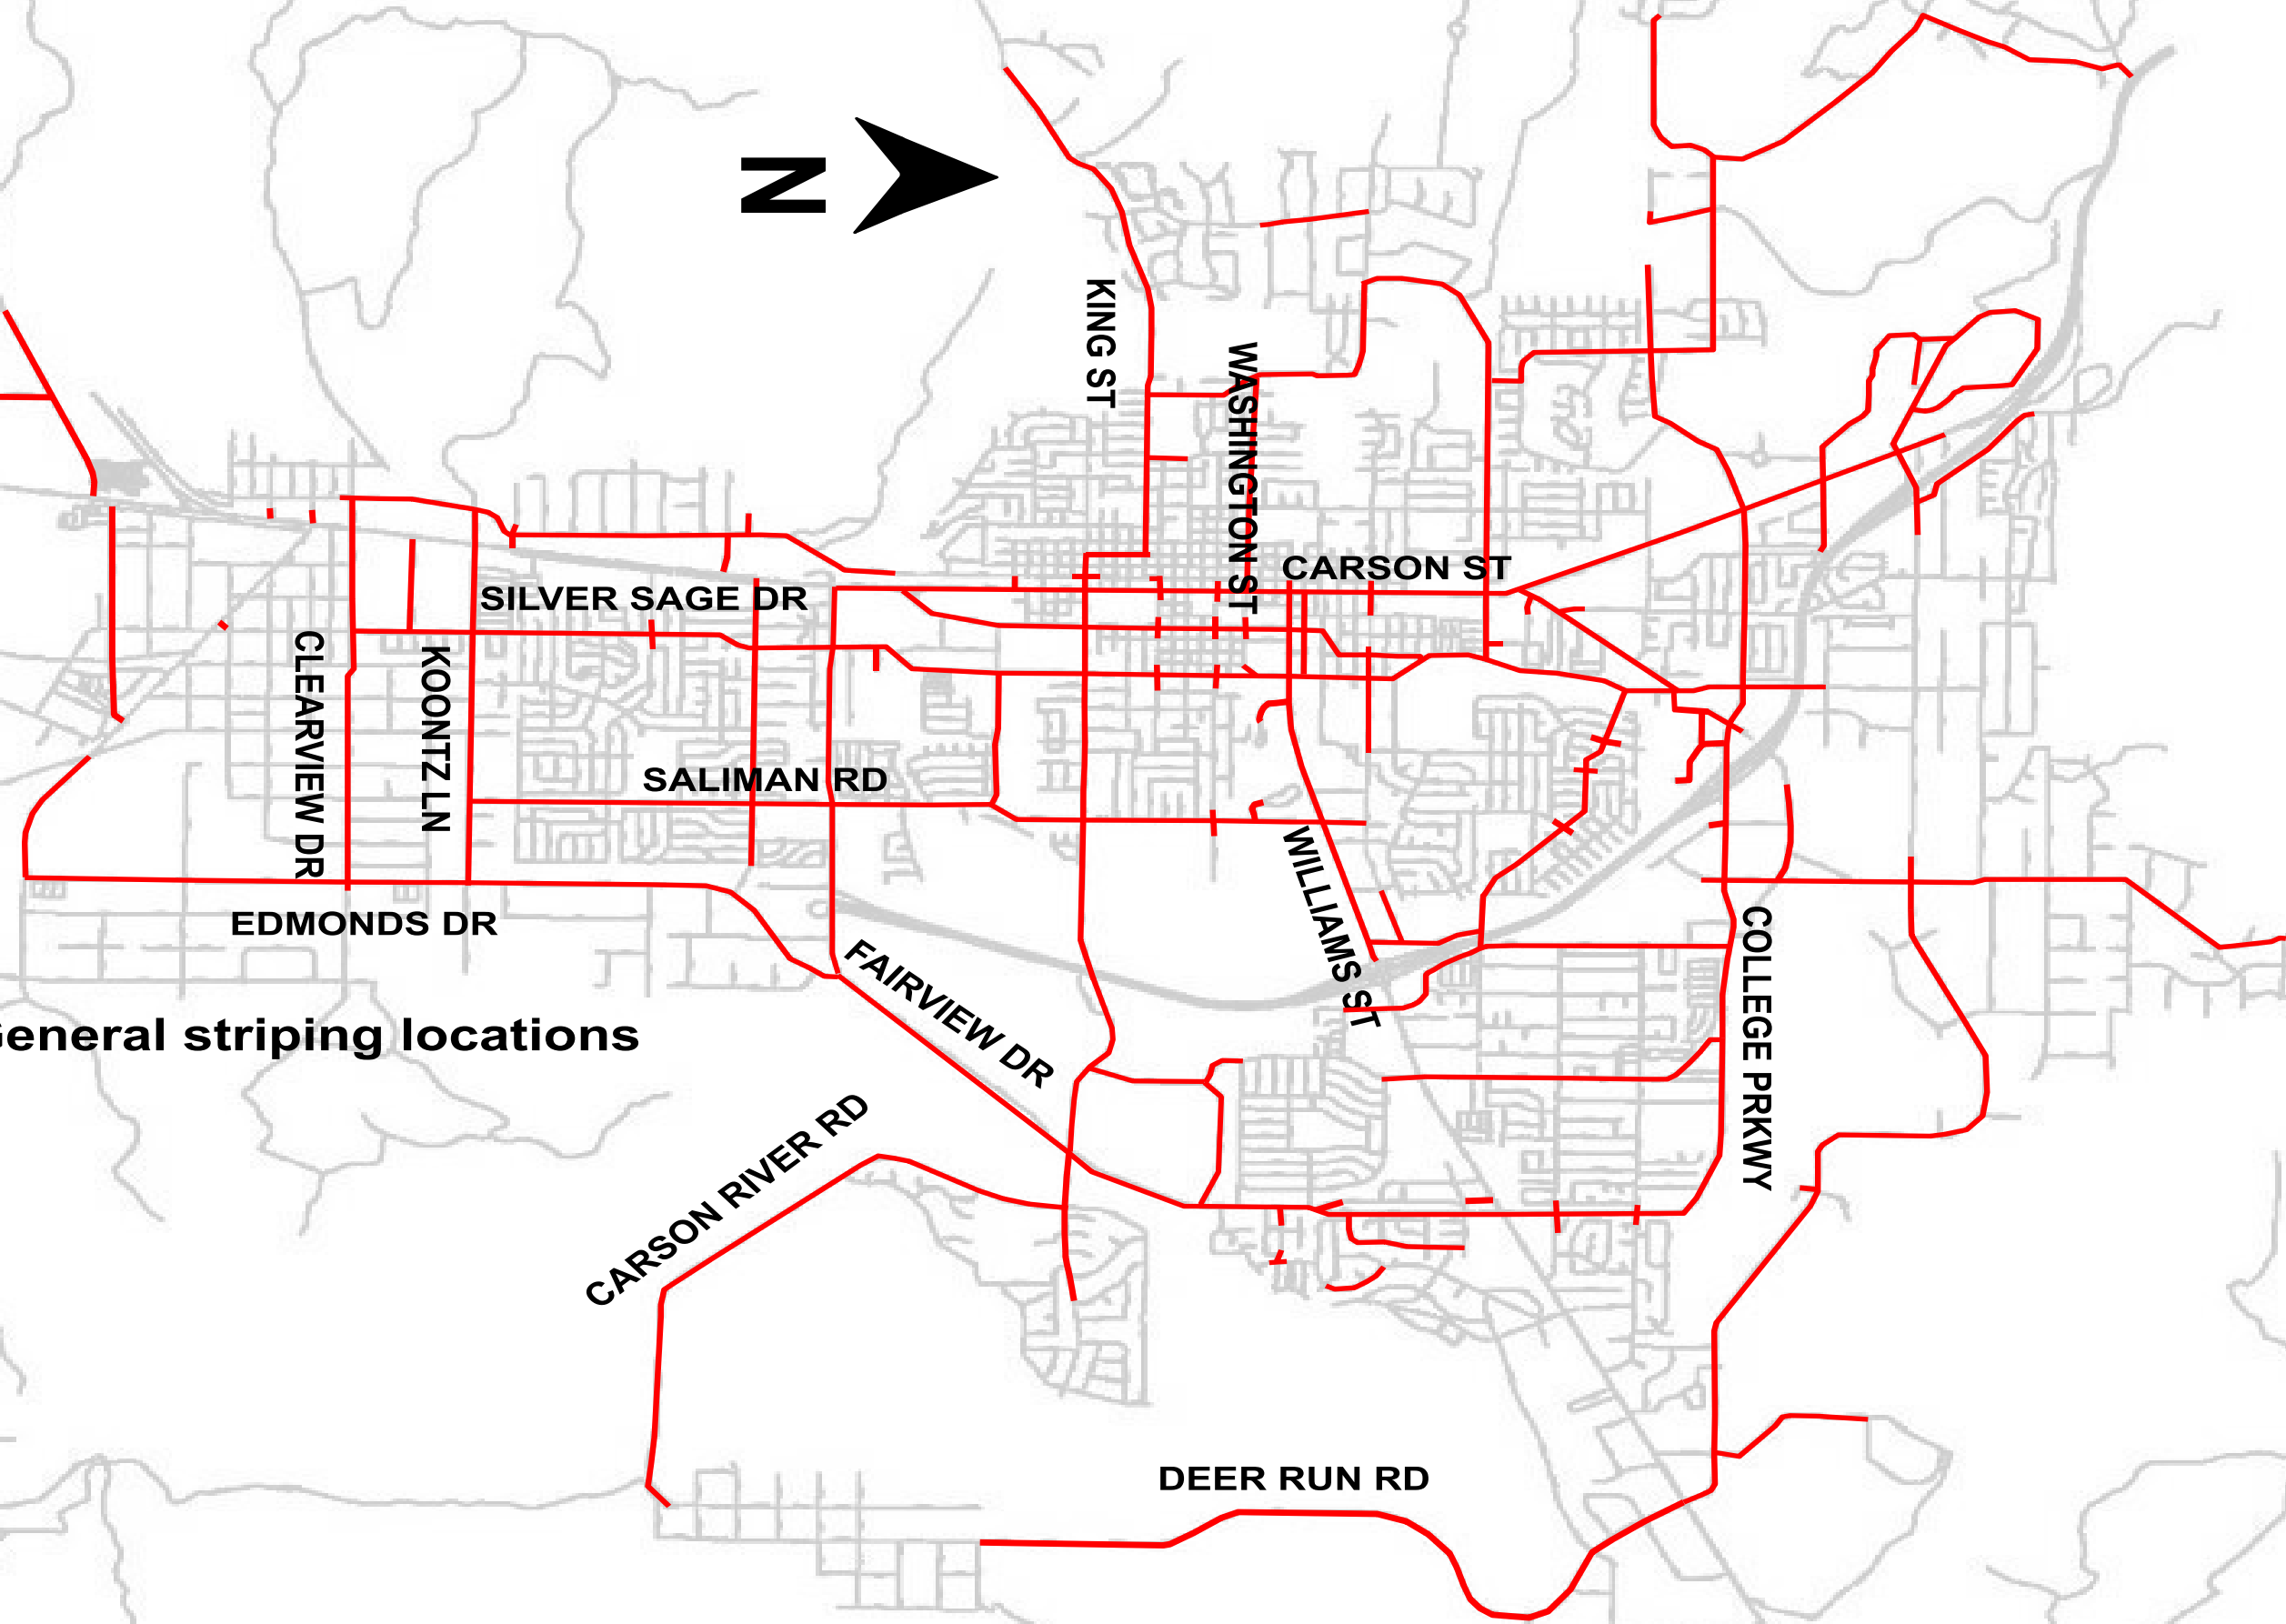 N
KING ST
WASHINGTON ST
CARSON ST
SILVER SAGE DR
CLEARVIEW DR
KOONTZ LN
SALIMAN RD
WILLIAMS ST
EDMONDS DR
COLLEGE PRKWY
FAIRVIEW DR
eneral striping locations
CARSON RIVER RD
DEER RUN RD